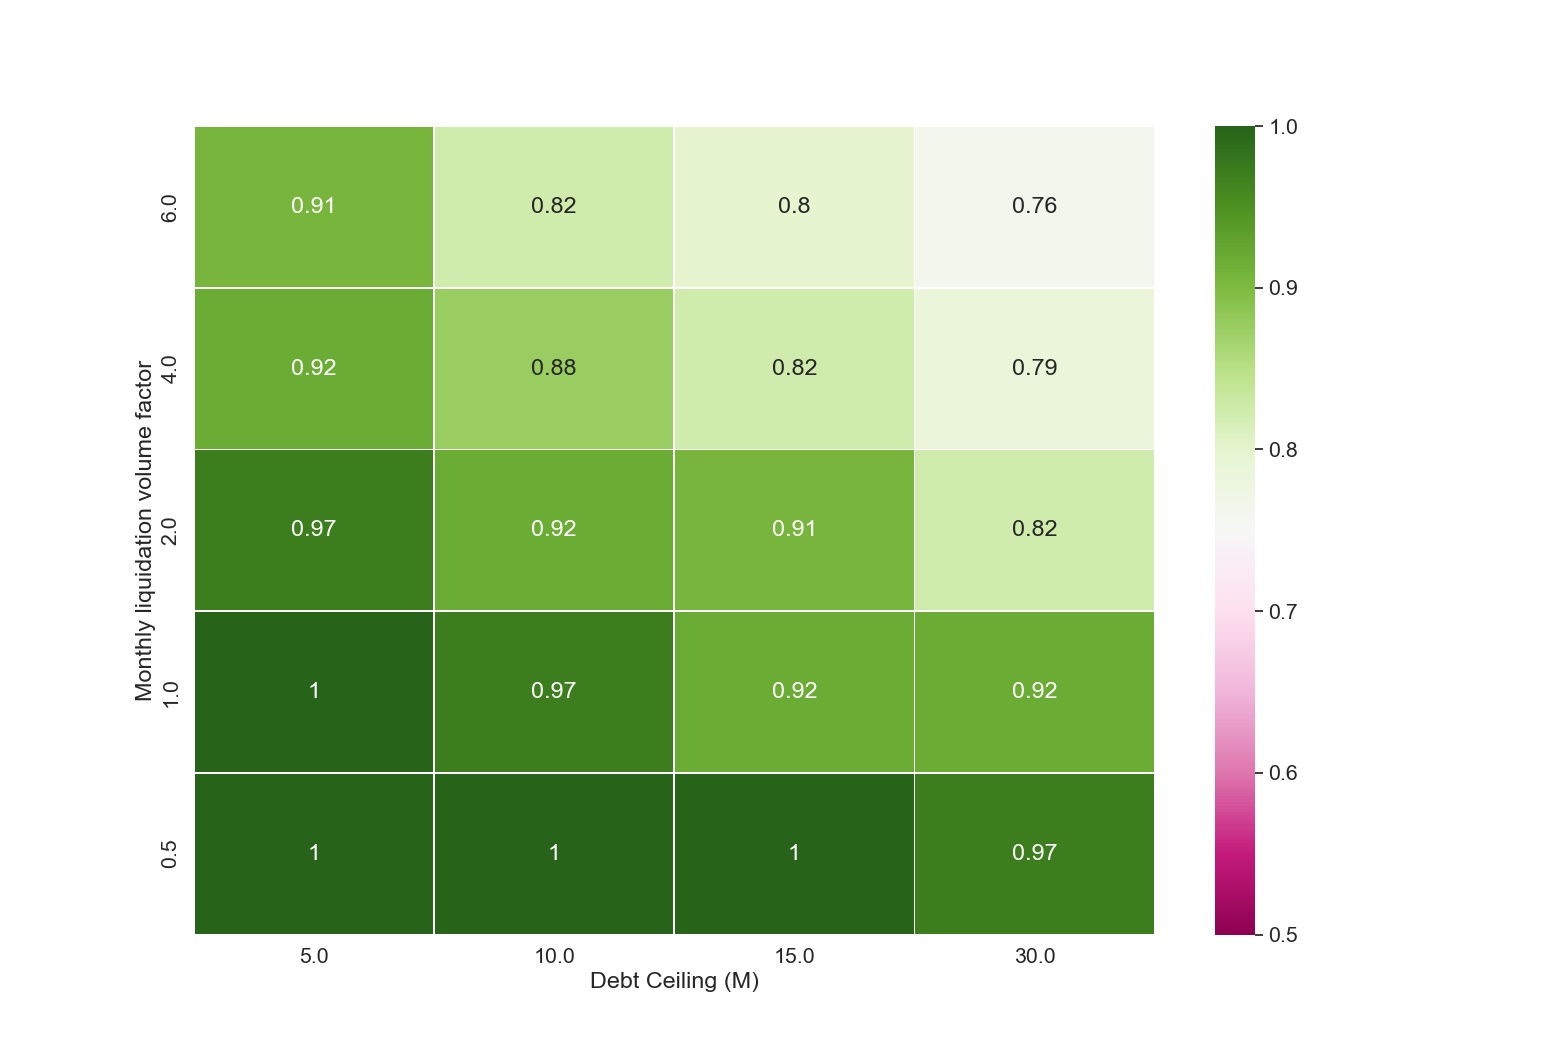 Monthly liquidation volume factor
6.0 0.91 0.82 0.8 0.76
4.0 0.92 0.88 0.82 0.79
2.0 0.97 0.92 0.91 0.82
1.0 1 0.97 0.92 0.92
0.5 1 1 1 0.97
5.0 10.0 15.0 30.0
Debt Ceiling (M)
1.0
0.9
0.8
0.7
0.6
0.5